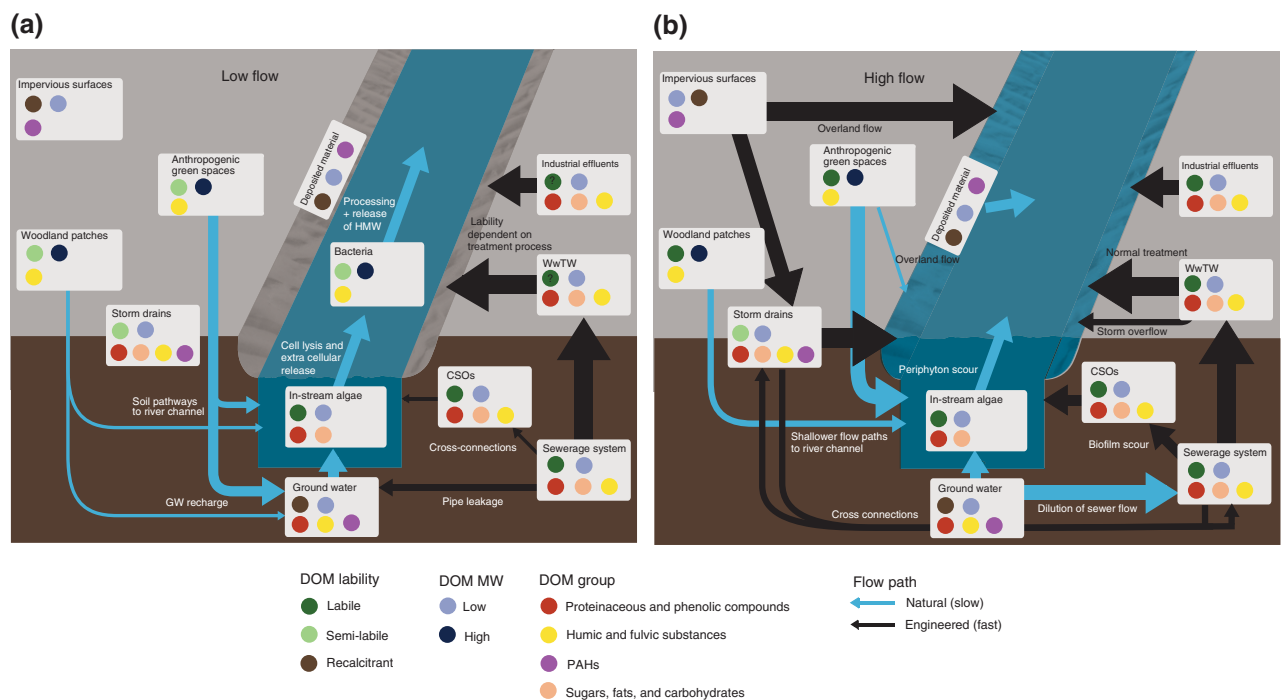 (a)
Low flow
Impervious surfaces
Anthropogenic
green spaces
Deposited material
Processing
+ release
of HMW
Industrial effluents
?
Lability
dependent on
treatment process
Woodland patches
Bacteria
WwTW
?
Storm drains
Cell lysis and
extra cellular
release
CSOs
Soil pathways
to river channel
In-stream algae
Cross-connections
Sewerage system
Ground water
GW recharge
Pipe leakage
(b)
High flow
Impervious surfaces
Overland flow
Anthropogenic
green spaces
Industrial effluents
Deposited material
Woodland patches
Overland flow
Normal treatment
WwTW
Storm drains
Storm overflow
Periphyton scour
CSOs
In-stream algae
Shallower flow paths
to river channel
Biofilm scour
Sewerage system
Ground water
Cross connections
Dilution of sewer flow
DOM lability
Labile
Semi-labile
Recalcitrant
DOM MW
Low
High
DOM group
Proteinaceous and phenolic compounds
Humic and fulvic substances
PAHs
Sugars, fats, and carbohydrates
Flow path
Natural (slow)
Engineered (fast)